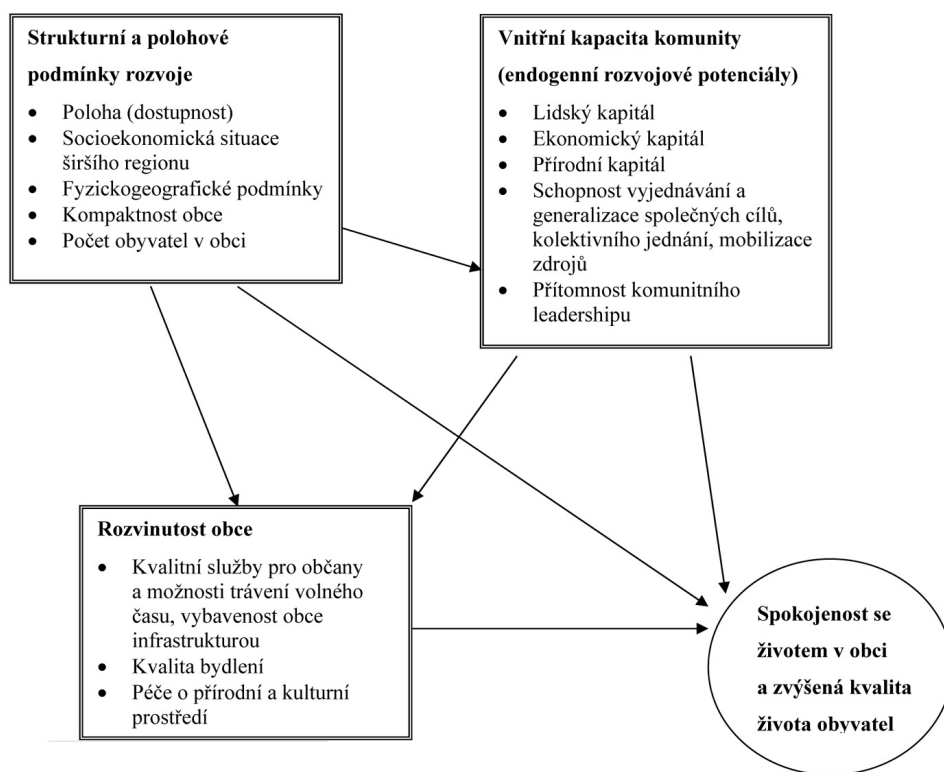 Strukturní a polohové
podmínky rozvoje
• Poloha (dostupnost)
• Socioekonomická situace
širšího regionu
• Fyzickogeografické podmínky
• Kompaktnost obce
• Počet obyvatel v obci
Vnitřní kapacita komunity
(endogenní rozvojové potenciály)
• Lidský kapitál
• Ekonomický kapitál
• Přírodní kapitál
• Schopnost vyjednávání a
generalizace společných cílů,
kolektivního jednání, mobilizace
zdrojů
• Přítomnost komunitního
leadershipu
Rozvinutost obce
• Kvalitní služby pro občany
a možnosti trávení volného
času, vybavenost obce
infrastrukturou
• Kvalita bydlení
• Péče o přírodní a kulturní
prostředí
Spokojenost se
životem v obci
a zvýšená kvalita
života obyvatel